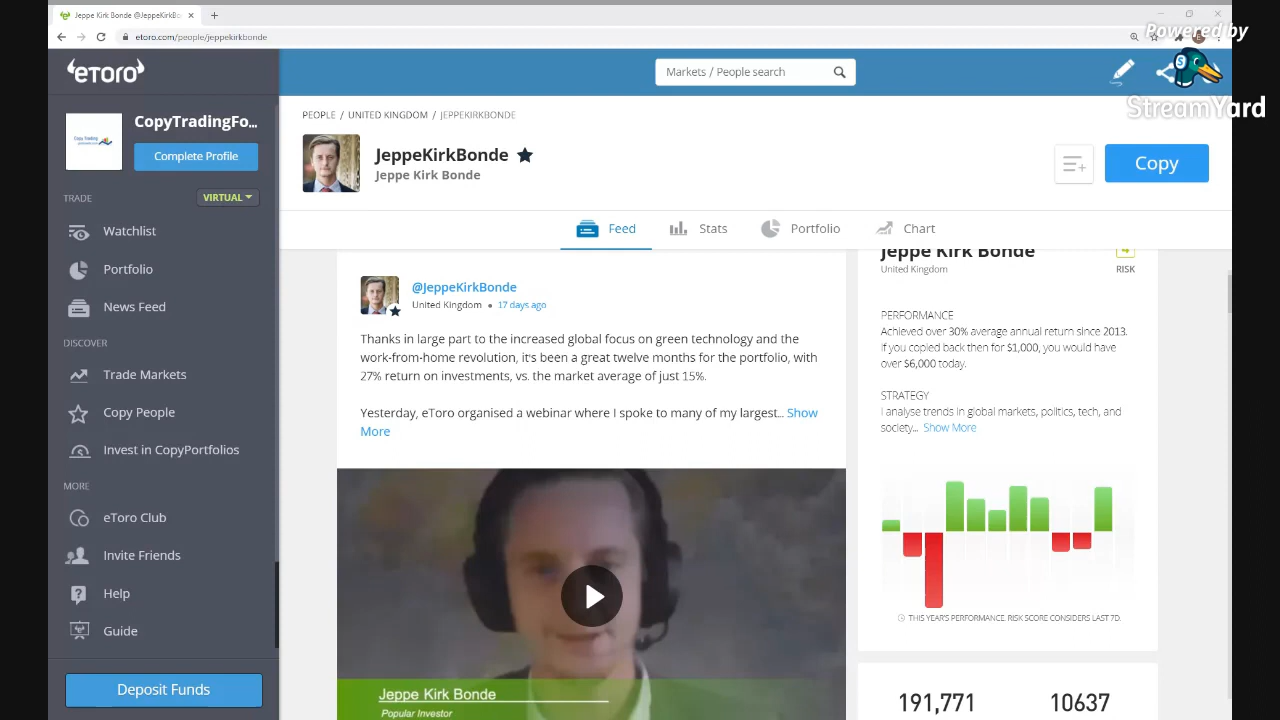 Jeppe Kirk Bonde @JeppeKirkBo
etoro.com/people/jeppekirkbonde
Powered by
StreamYard
eTORO
Markets / People search
CopyTradingFo...
Complete Profile
TRADE
VIRTUAL
Watchlist
Portfolio
News Feed
DISCOVER
Trade Markets
Copy People
Invest in CopyPortfolios
MORE
eToro Club
Invite Friends
Help
Guide
Deposit Funds
PEOPLE / UNITED KINGDOM / JEPPEKIRKBONDE
JeppeKirkBonde
Jeppe Kirk Bonde
Copy
Feed
Stats
Portfolio
Chart
@JeppeKirkBonde
United Kingdom • 17 days ago
Thanks in large part to the increased global focus on green technology and the
work-from-home revolution, it's been a great twelve months for the portfolio, with
27% return on investments, vs. the market average of just 15%.
Yesterday, eToro organised a webinar where I spoke to many of my largest... Show
More
Jeppe Kirk Bonde
Popular Investor
Jeppe Kirk Bonde
4
United Kingdom
RISK
PERFORMANCE
Achieved over 30% average annual return since 2013.
If you copied back then for $1,000, you would have
over $6,000 today.
STRATEGY
I analyse trends in global markets, politics, tech, and
society... Show More
THIS YEAR'S PERFORMANCE. RISK SCORE CONSIDERS LAST 7D.
191,771
10637